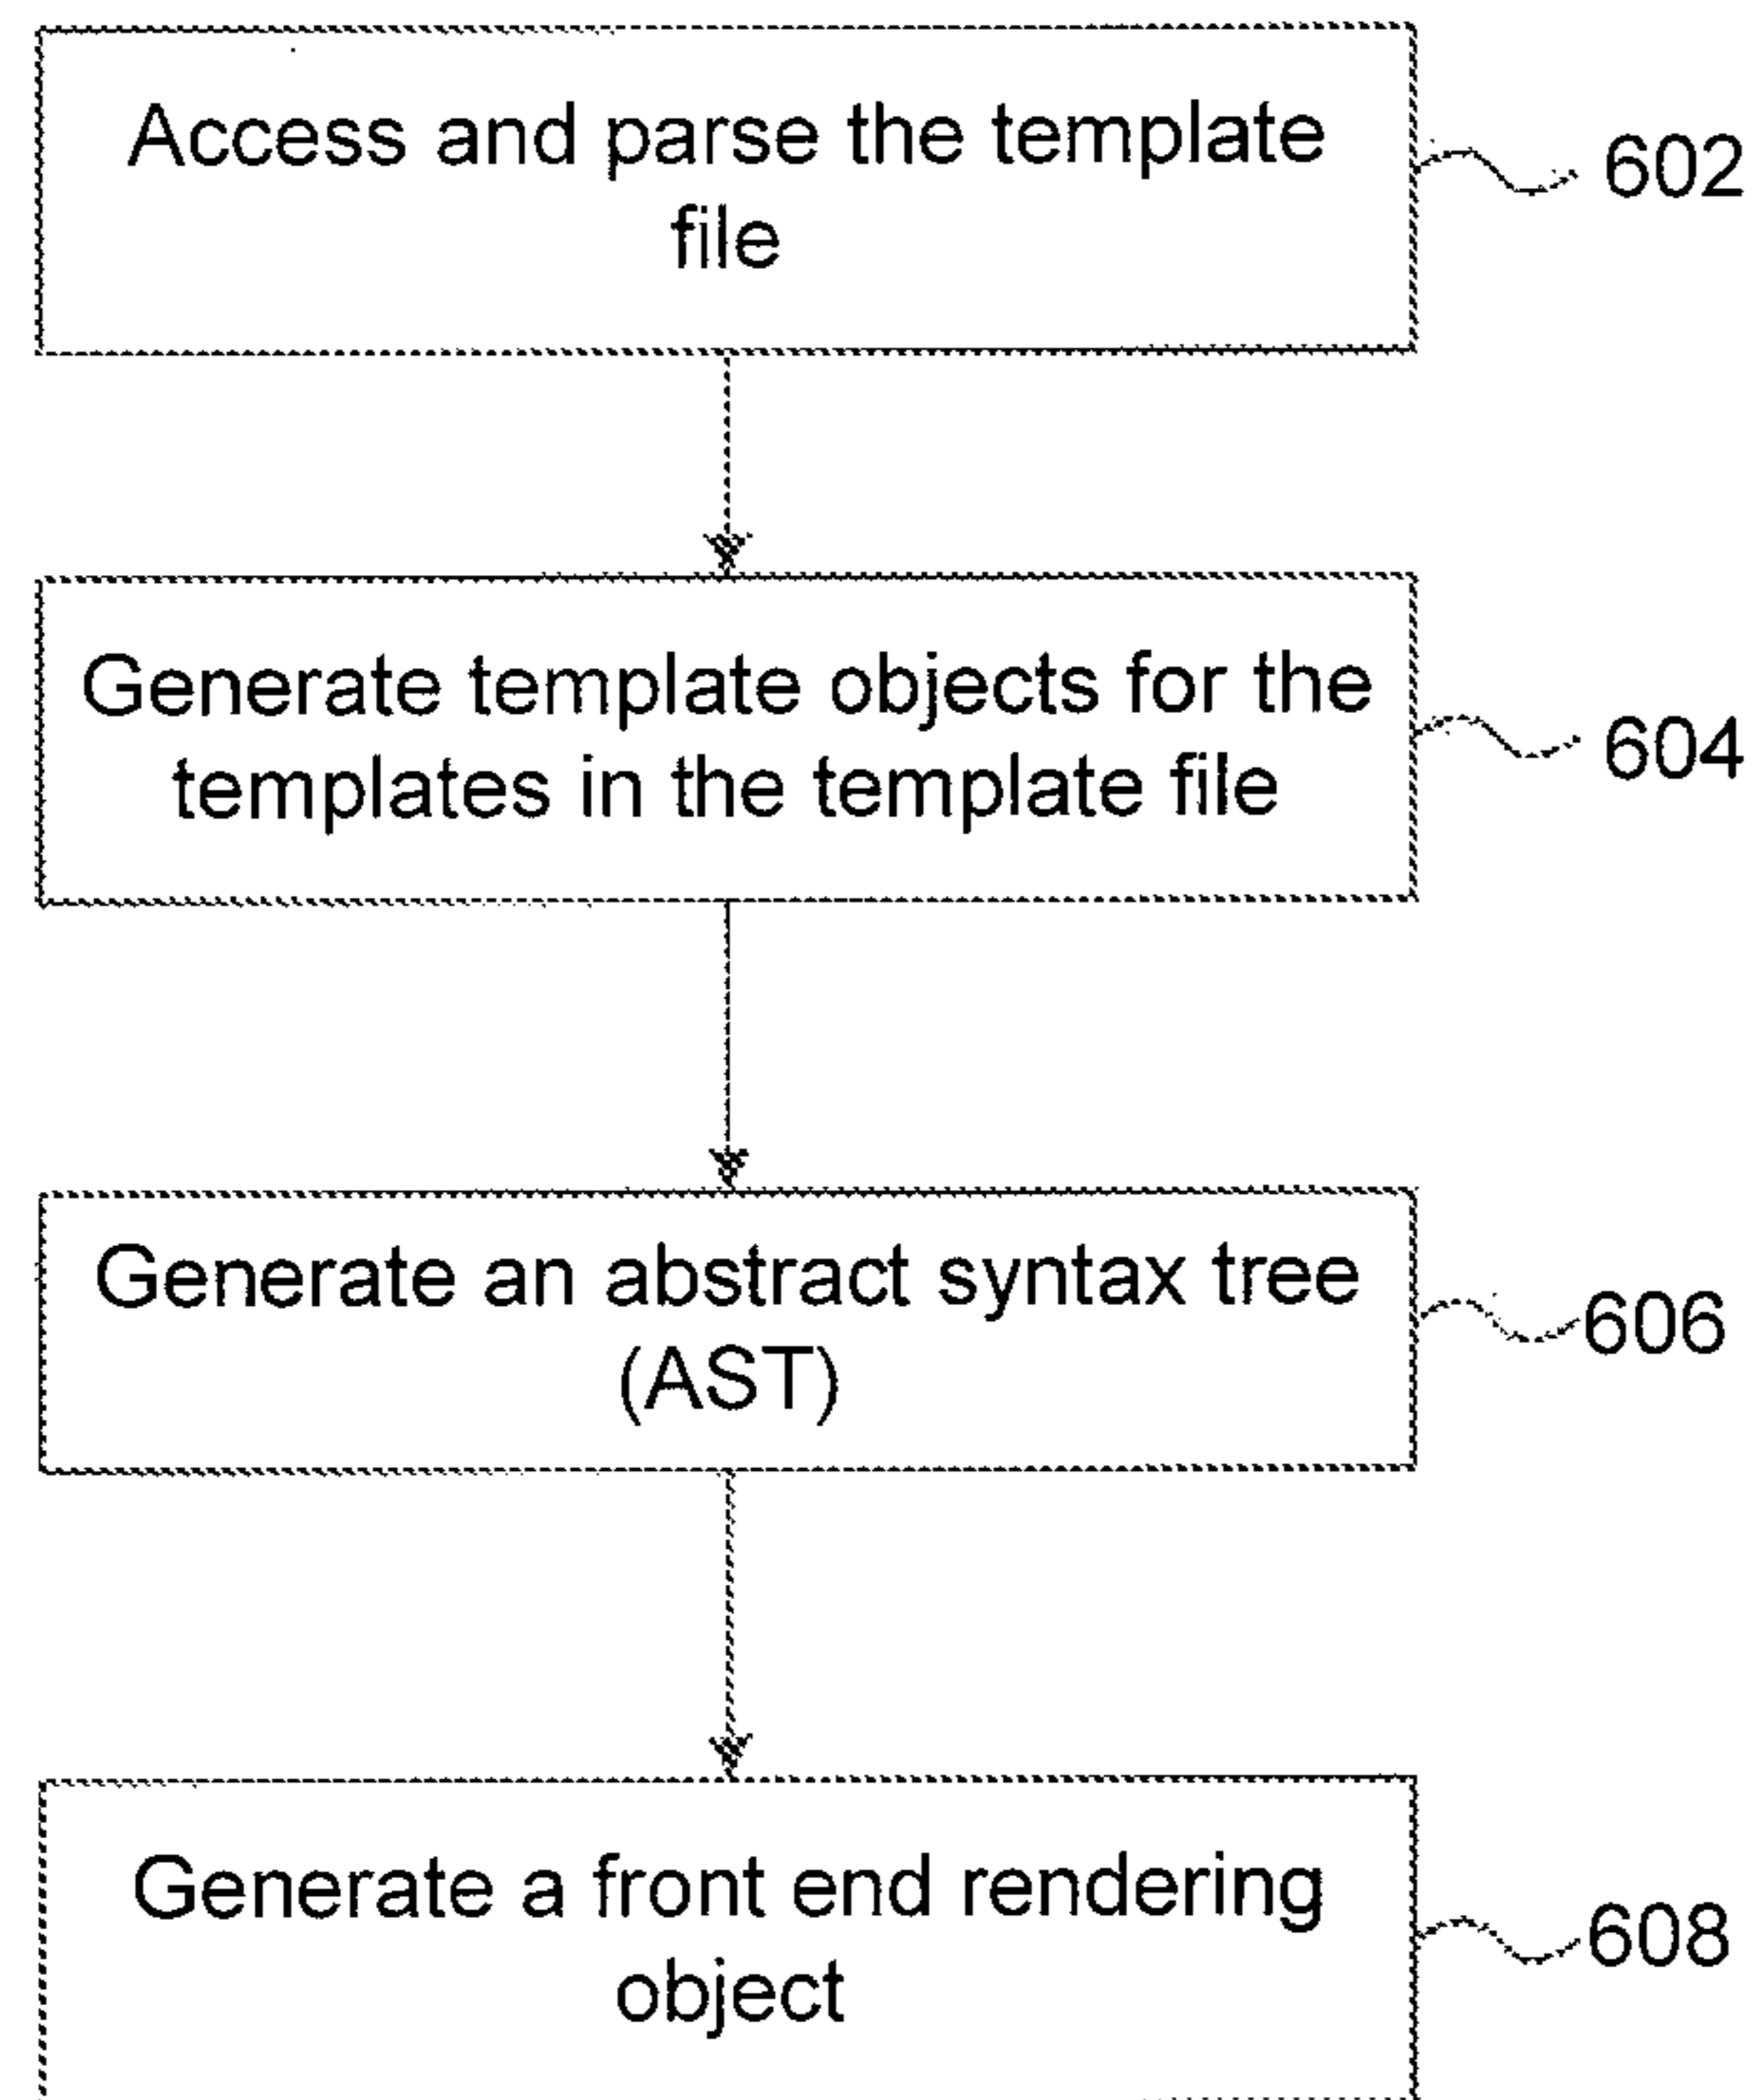 Access and parse the template
file
602
Generate template objects for the
templates in the template file
604
Generate an abstract syntax tree
(AST)
606
Generate a front end rendering
object
608